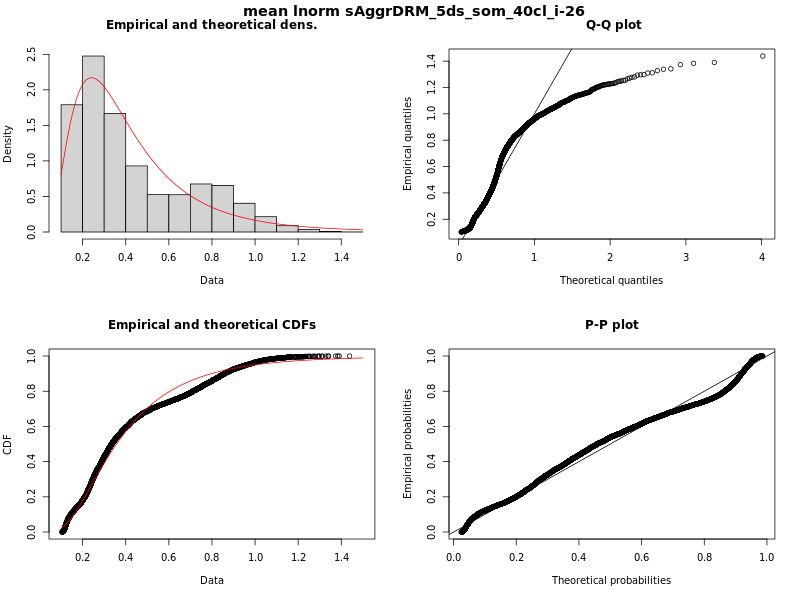 mean lnorm sAggrDRM_5ds_som_40cl_i-26
Empirical and theoretical dens.
Density
0.0 0.5 1.0 1.5 2.0 2.5
0.2 0.4 0.6 0.8 1.0 1.2 1.4
Data
Q-Q plot
Empirical quantiles
0.2 0.4 0.6 0.8 1.0 1.2 1.4
0 1 2 3 4
Theoretical quantiles
Empirical and theoretical CDFs
CDF
0.0 0.2 0.4 0.6 0.8 1.0
0.2 0.4 0.6 0.8 1.0 1.2 1.4
Data
P-P plot
Empirical probabilities
0.0 0.2 0.4 0.6 0.8 1.0
0.0 0.2 0.4 0.6 0.8 1.0
Theoretical probabilities